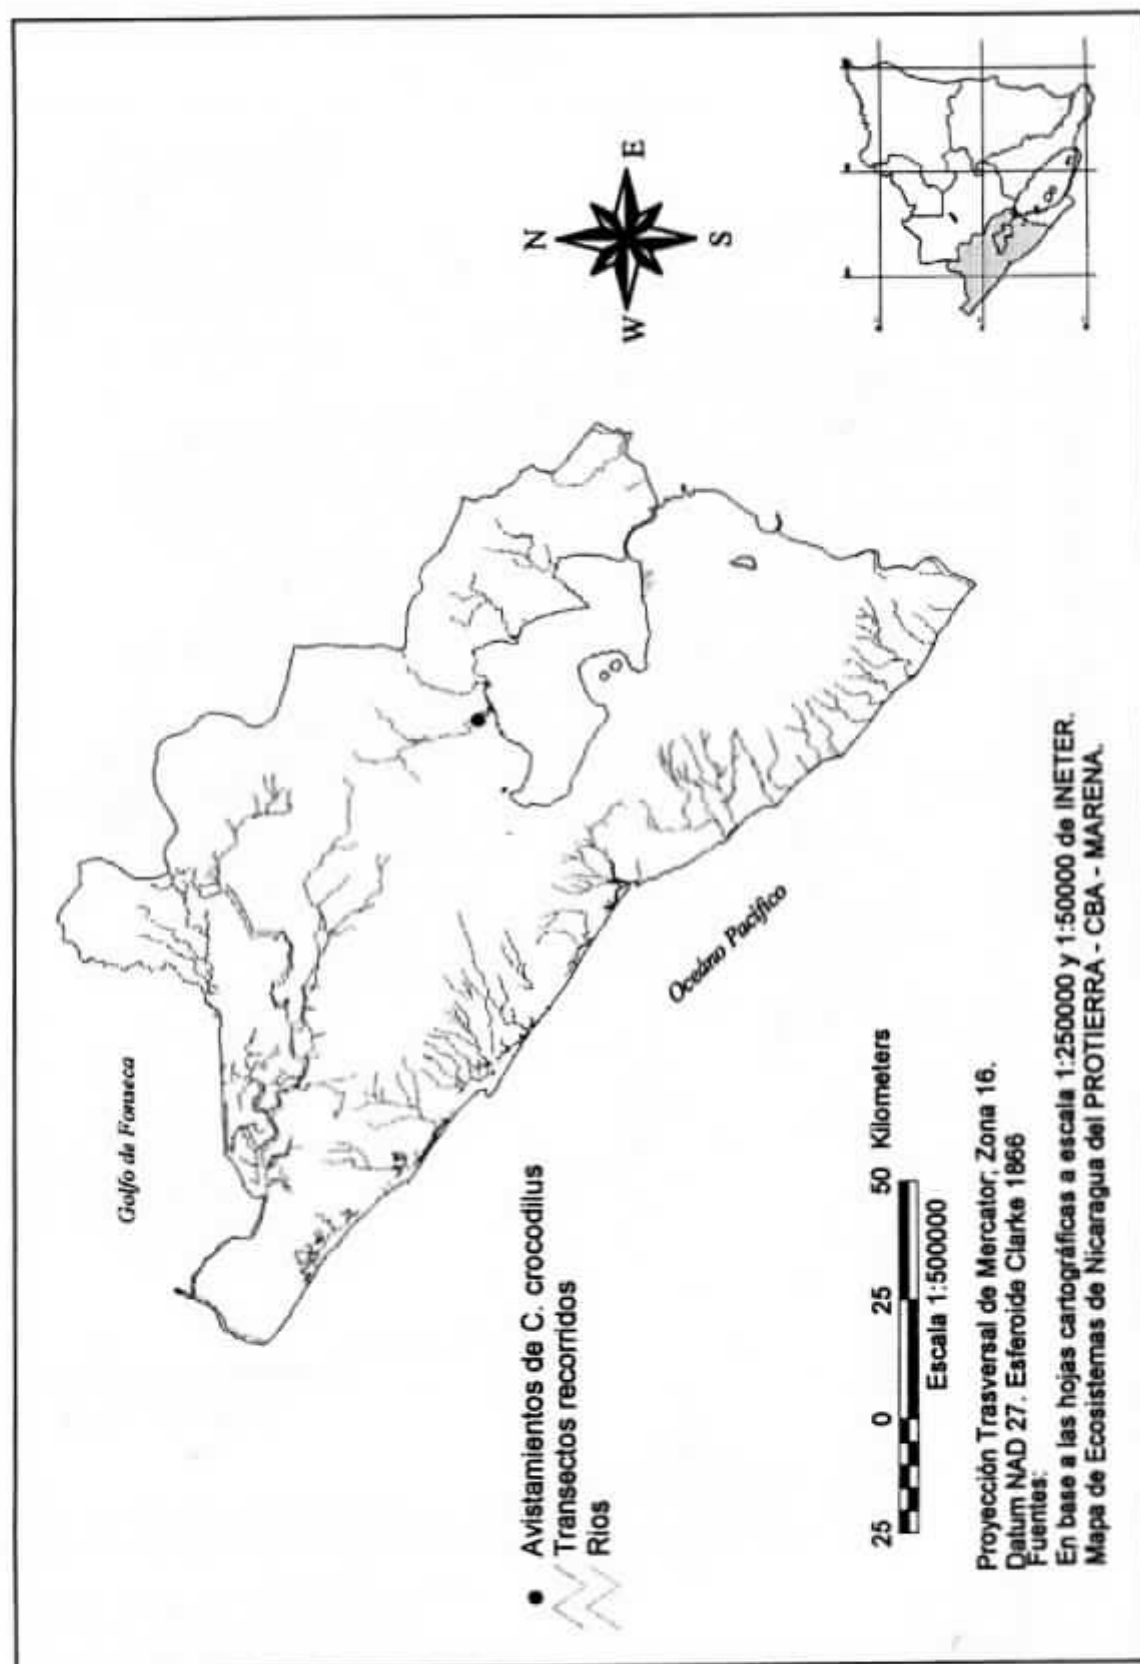 Golfo de Fonseca
N
W
E
S
Océano Pacífico
Avistamientos de C. crocodilus
Transectos recorridos
Rios
25 0 25 50 Kilometers
Escala 1:500000
Proyección Trasversal de Mercator; Zona 16.
Datum NAD 27. Esferoide Clarke 1866
Fuentes:
En base a las hojas cartográficas a escala 1:250000 y 1:50000 de INETER.
Mapa de Ecosistemas de Nicaragua del PROTIERRA - CBA - MARENA.